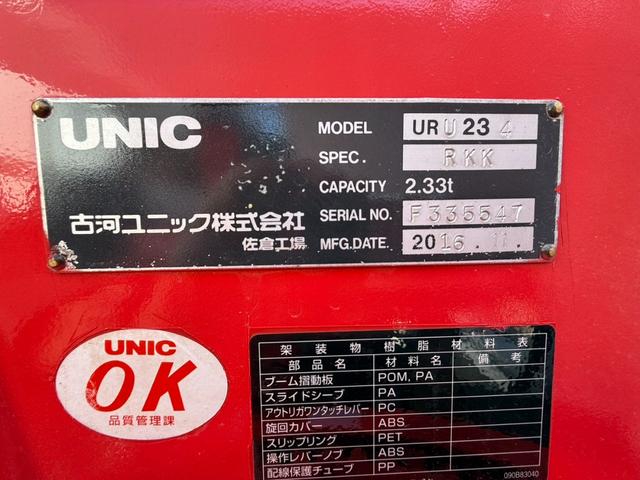 UNIC
MODEL URU234
SPEC. RKK
CAPACITY 2.33t
SERIAL NO. F335547
MFG.DATE. 2016.11.
古河ユニック株式会社
佐倉工場
UNIC
OK
品質管理課
架装物樹脂材料表
部品名 材料名 備考
ブーム摺動板 POM, PA
スライドシーブ PA
アウトリガワンタッチレバー PC
旋回カバー ABS
スリップリング PET
操作レバーノブ ABS
配線保護チューブ PP
090B83040